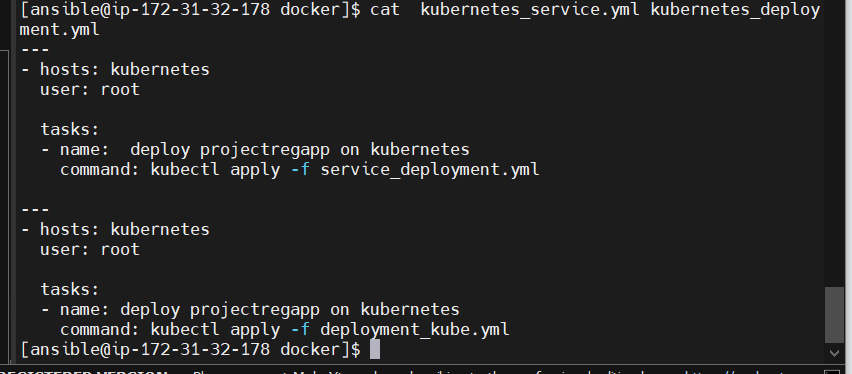 [ansible@ip-172-31-32-178 docker]$ cat  kubernetes_service.yml kubernetes_deploy
ment.yml
---
- hosts: kubernetes
  user: root

  tasks:
  - name:  deploy projectregapp on kubernetes
    command: kubectl apply -f service_deployment.yml

---
- hosts: kubernetes
  user: root

  tasks:
  - name: deploy projectregapp on kubernetes
    command: kubectl apply -f deployment_kube.yml
[ansible@ip-172-31-32-178 docker]$